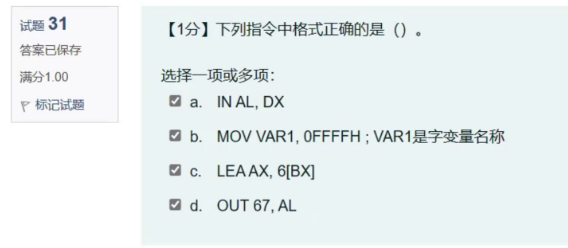 试题 31
答案已保存
满分1.00
标记试题
【1分】下列指令中格式正确的是（）。
选择一项或多项：
a. IN AL, DX
b. MOV VAR1, 0FFFFH ; VAR1是字变量名称
c. LEA AX, 6[BX]
d. OUT 67, AL